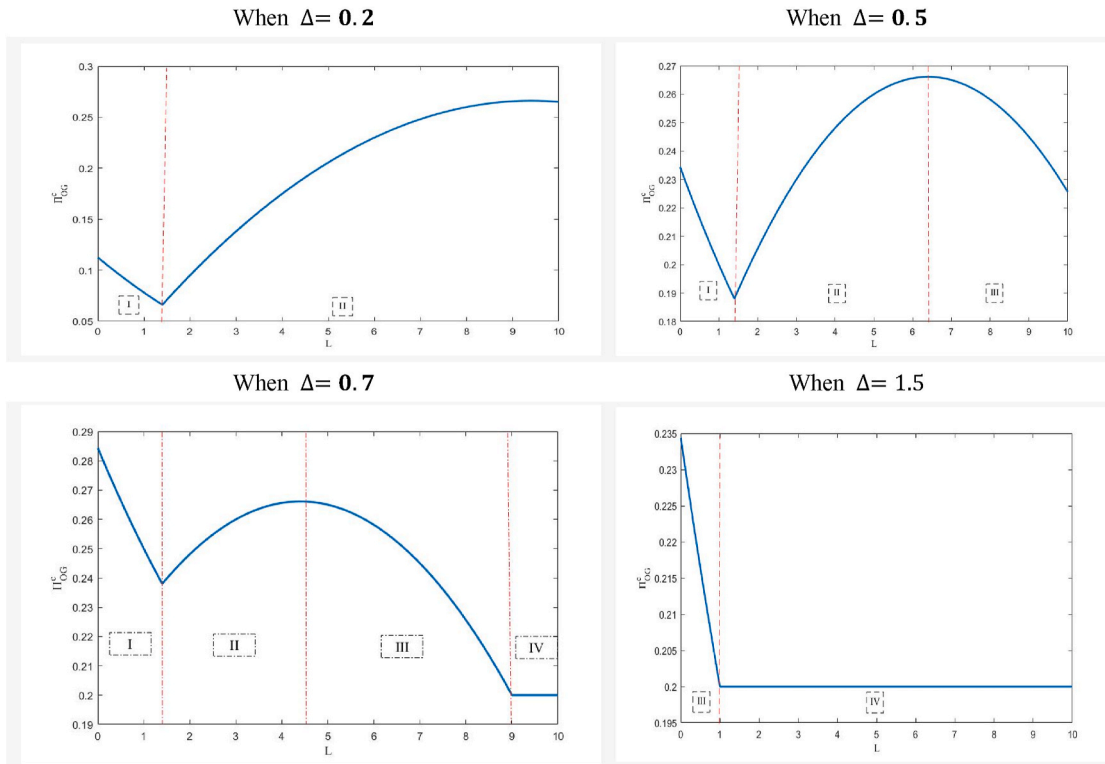 When Δ= 0.2
When Δ= 0.5
0.3
0.25
0.2
0.15
0.1
0.05
Π^c_OG
I
II
0 1 2 3 4 5 6 7 8 9 10
L
0.27
0.26
0.25
0.24
0.23
0.22
0.21
0.2
0.19
0.18
Π^c_OG
I
II
III
0 1 2 3 4 5 6 7 8 9 10
L
When Δ= 0.7
When Δ= 1.5
0.29
0.28
0.27
0.26
0.25
0.24
0.23
0.22
0.21
0.2
0.19
Π^c_OG
I
II
III
IV
0 1 2 3 4 5 6 7 8 9 10
L
0.235
0.23
0.225
0.22
0.215
0.21
0.205
0.2
0.195
Π^c_OG
III
IV
0 1 2 3 4 5 6 7 8 9 10
L